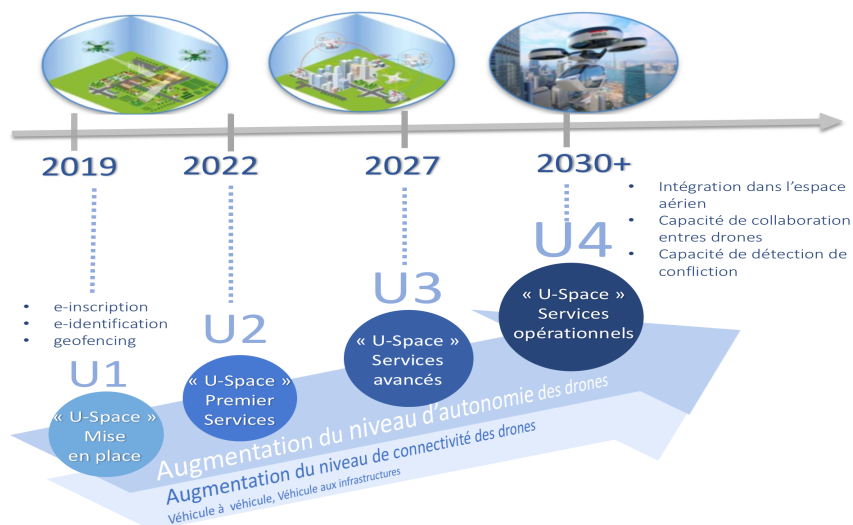 2019
2022
2027
2030+
• Intégration dans l'espace
aérien
• Capacité de collaboration
entres drones
• Capacité de détection de
confliction
• e-inscription
• e-identification
• geofencing
U1
« U-Space »
Mise
en place
U2
« U-Space »
Premier
Services
U3
« U-Space »
Services
avancés
U4
« U-Space »
Services
opérationnels
Augmentation du niveau d'autonomie des drones
Augmentation du niveau de connectivité des drones
Véhicule à véhicule, Véhicule aux infrastructures